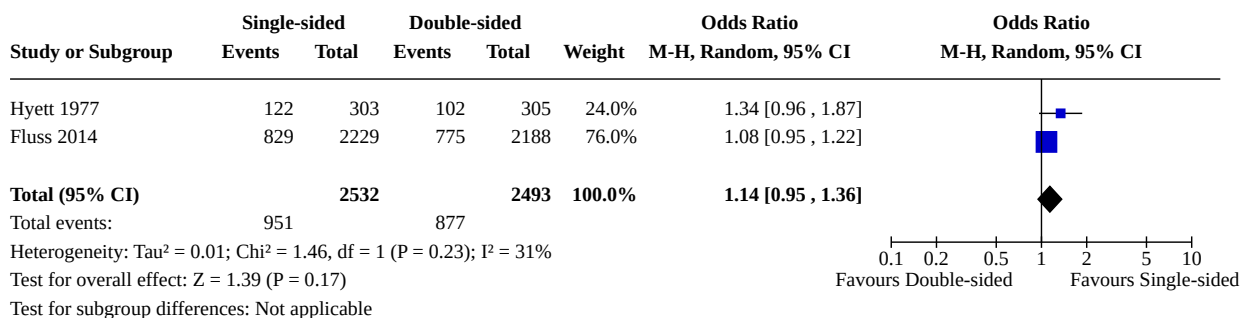 Single-sided Double-sided Odds Ratio Odds Ratio
Study or Subgroup Events Total Events Total Weight M-H, Random, 95% CI M-H, Random, 95% CI
Hyett 1977 122 303 102 305 24.0% 1.34 [0.96 , 1.87]
Fluss 2014 829 2229 775 2188 76.0% 1.08 [0.95 , 1.22]
Total (95% CI) 2532 2493 100.0% 1.14 [0.95 , 1.36]
Total events: 951 877
Heterogeneity: Tau² = 0.01; Chi² = 1.46, df = 1 (P = 0.23); I² = 31%
0.1 0.2 0.5 1 2 5 10
Test for overall effect: Z = 1.39 (P = 0.17) Favours Double-sided Favours Single-sided
Test for subgroup differences: Not applicable